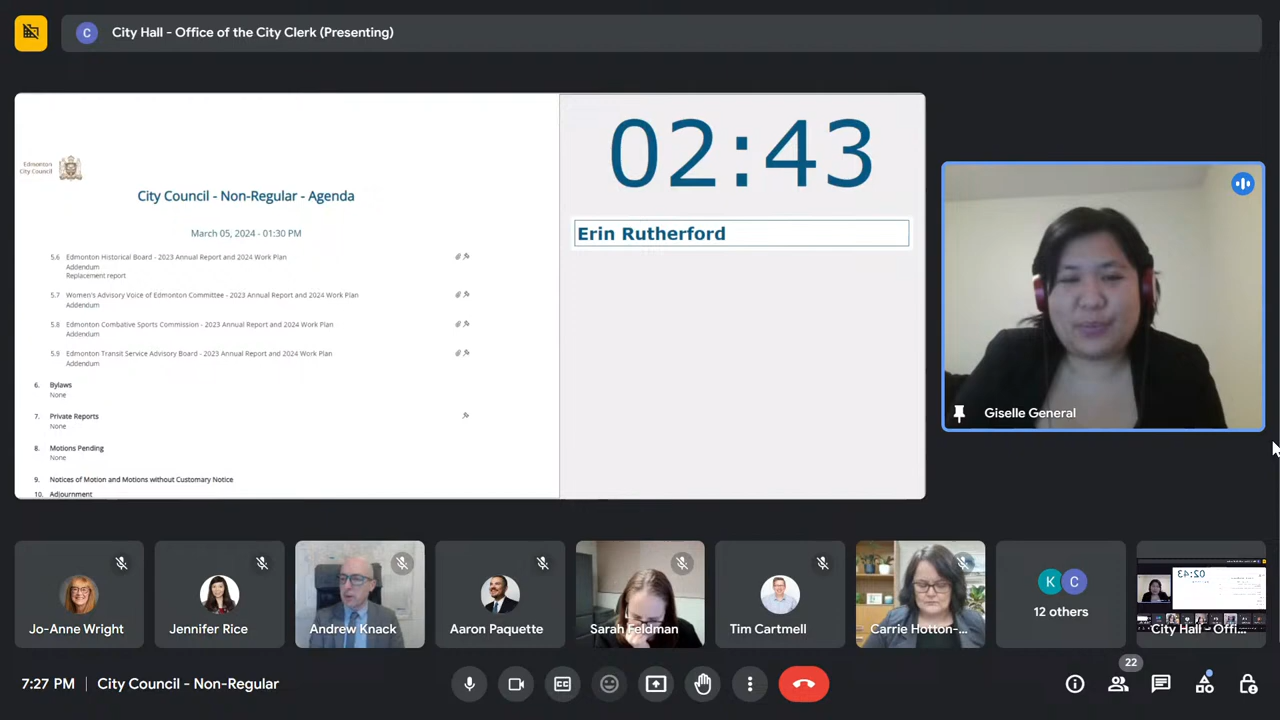 C
City Hall - Office of the City Clerk (Presenting)
Edmonton
City Council
City Council - Non-Regular - Agenda
March 05, 2024 - 01:30 PM
5.6 Edmonton Historical Board - 2023 Annual Report and 2024 Work Plan
Addendum
Replacement report
5.7 Women's Advisory Voice of Edmonton Committee - 2023 Annual Report and 2024 Work Plan
Addendum
5.8 Edmonton Combative Sports Commission - 2023 Annual Report and 2024 Work Plan
Addendum
5.9 Edmonton Transit Service Advisory Board - 2023 Annual Report and 2024 Work Plan
Addendum
6. Bylaws
None
7. Private Reports
None
8. Motions Pending
None
9. Notices of Motion and Motions without Customary Notice
10. Adjournment
02:43
Erin Rutherford
Giselle General
Jo-Anne Wright
Jennifer Rice
Andrew Knack
Aaron Paquette
Sarah Feldman
Tim Cartmell
Carrie Hotton-...
K C
12 others
02:43
City Hall - Offi...
7:27 PM | City Council - Non-Regular
22